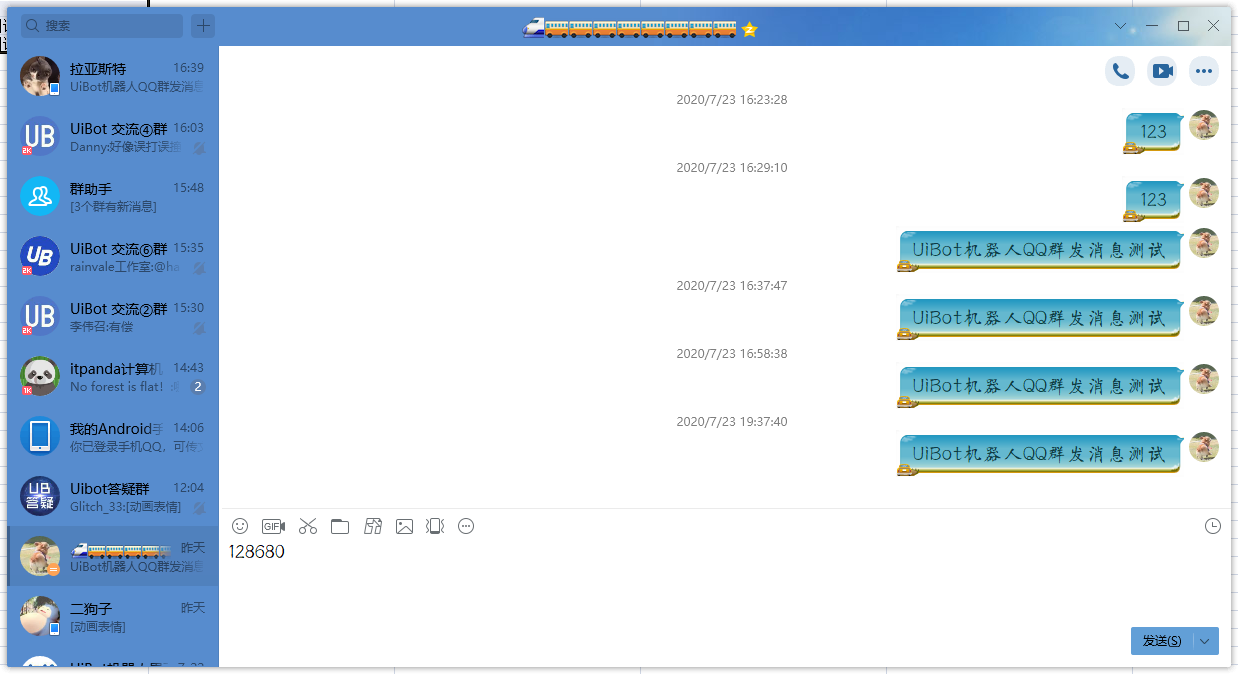 搜索
拉亚斯特 16:39
UiBot机器人QQ群发消息
UiBot 交流④群 16:03
Danny:好像误打误撞
群助手 15:48
[3个群有新消息]
UiBot 交流⑥群 15:35
rainvale工作室:@ha
UiBot 交流②群 15:30
李伟召:有偿
itpanda计算机 14:43
No forest is flat! 2
我的Android手 14:06
你已登录手机QQ，可传文
Uibot答疑群 12:04
Glitch_33:[动画表情]
昨天
UiBot机器人QQ群发消息
二狗子 昨天
[动画表情]
UB
2K
UB
2K
UB
2K
1K
UB
答疑
2020/7/23 16:23:28
123
2020/7/23 16:29:10
123
UiBot机器人QQ群发消息测试
2020/7/23 16:37:47
UiBot机器人QQ群发消息测试
2020/7/23 16:58:38
UiBot机器人QQ群发消息测试
2020/7/23 19:37:40
UiBot机器人QQ群发消息测试
GIF
128680
发送(S)